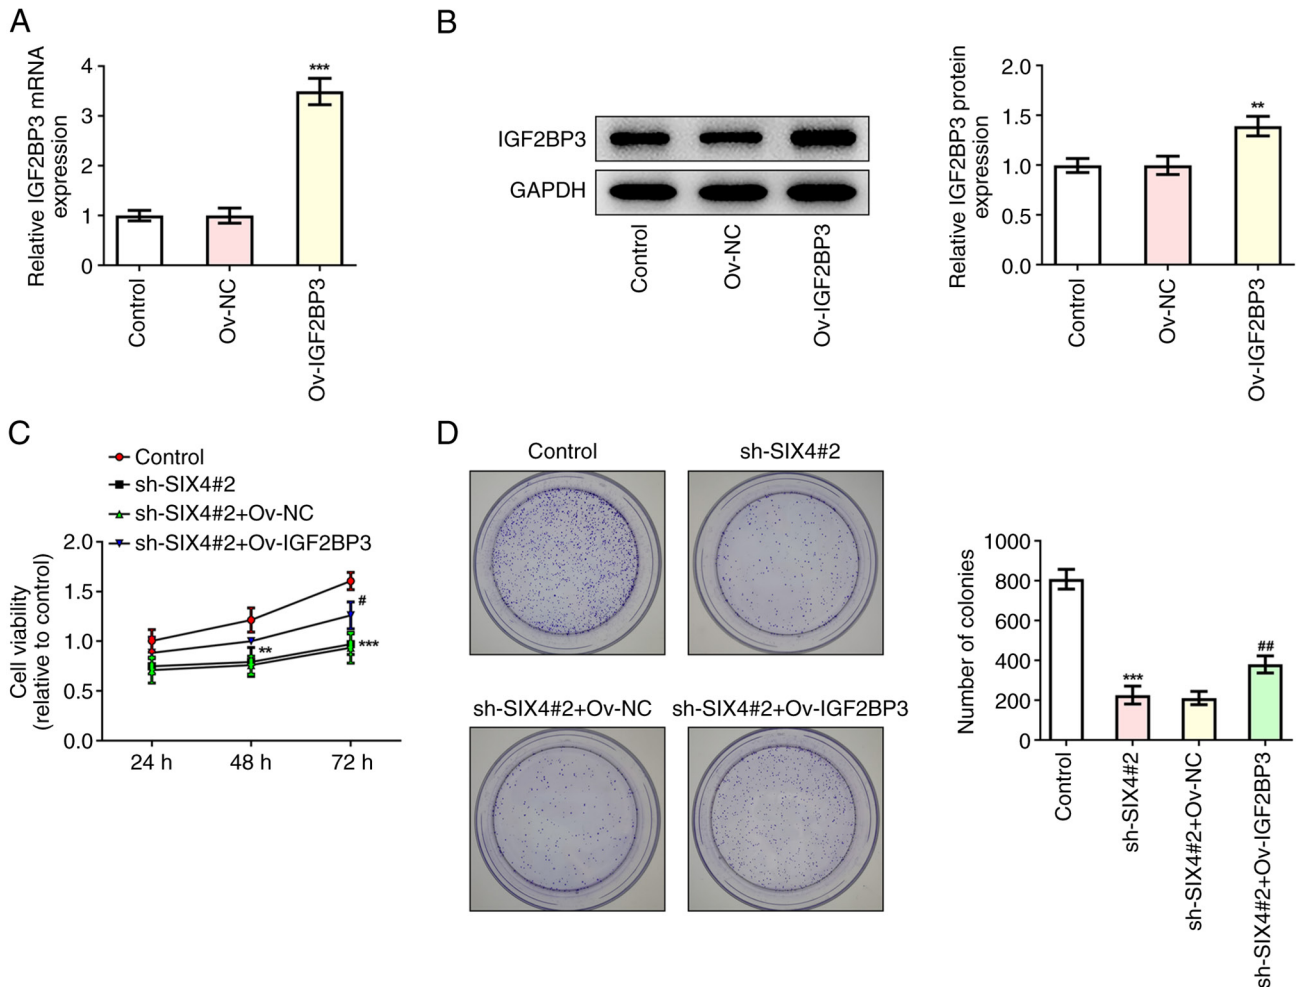 A
Relative IGF2BP3 mRNA
expression
4
3
2
1
0
***
Control
Ov-NC
Ov-IGF2BP3
B
IGF2BP3
GAPDH
Control
Ov-NC
Ov-IGF2BP3
Relative IGF2BP3 protein
expression
2.0
1.5
1.0
0.5
0.0
**
Control
Ov-NC
Ov-IGF2BP3
C
Control
sh-SIX4#2
sh-SIX4#2+Ov-NC
sh-SIX4#2+Ov-IGF2BP3
Cell viability
(relative to control)
2.0
1.5
1.0
0.5
0.0
**
#
***
24 h
48 h
72 h
D
Control
sh-SIX4#2
sh-SIX4#2+Ov-NC
sh-SIX4#2+Ov-IGF2BP3
Number of colonies
1000
800
600
400
200
0
***
##
Control
sh-SIX4#2
sh-SIX4#2+Ov-NC
sh-SIX4#2+Ov-IGF2BP3